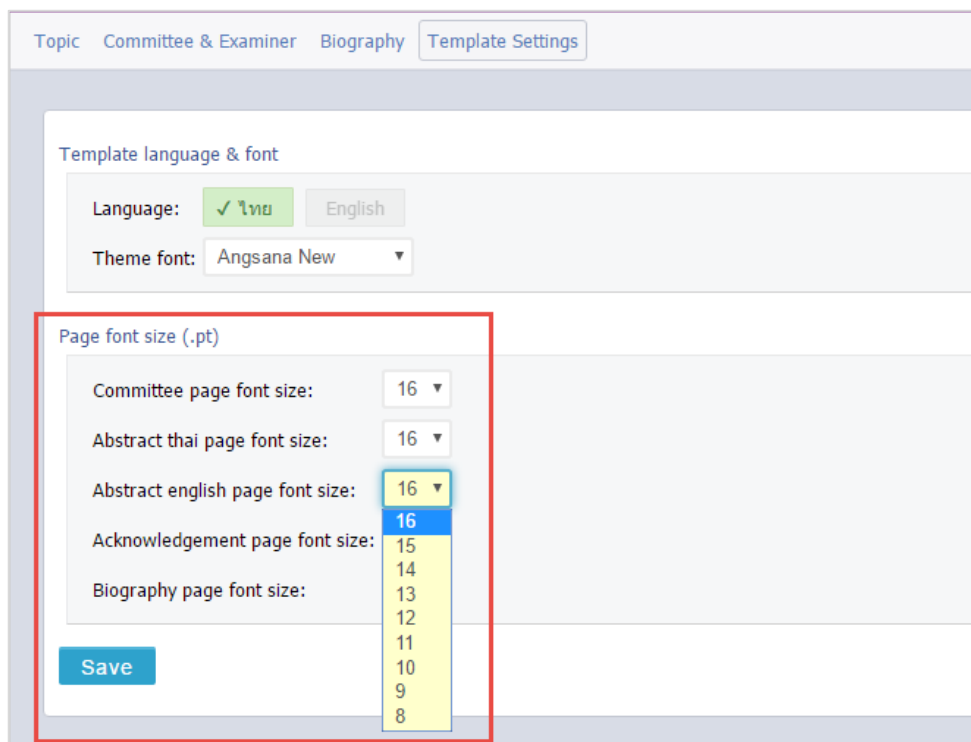 Topic Committee & Examiner Biography Template Settings
Template language & font
Language: ✓ ไทย English
Theme font: Angsana New
Page font size (.pt)
Committee page font size: 16
Abstract thai page font size: 16
Abstract english page font size: 16
16
Acknowledgement page font size:
15
14
13
Biography page font size:
12
11
Save
10
9
8